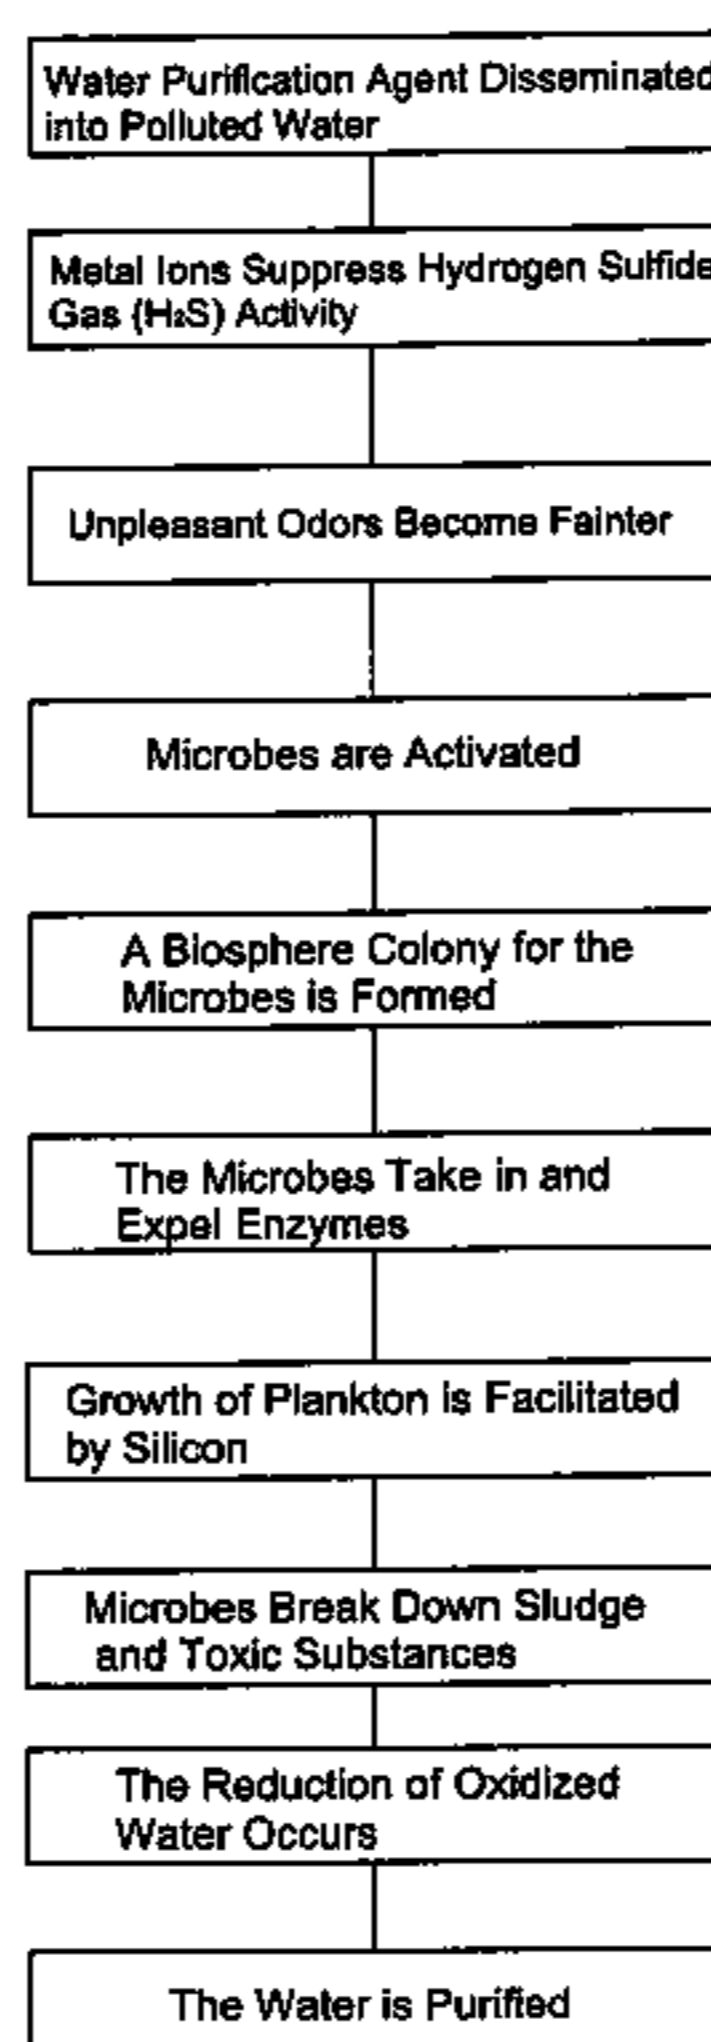 Water Purification Agent Disseminated
into Polluted Water
Metal Ions Suppress Hydrogen Sulfide
Gas (H₂S) Activity
Unpleasant Odors Become Fainter
Microbes are Activated
A Biosphere Colony for the
Microbes is Formed
The Microbes Take in and
Expel Enzymes
Growth of Plankton is Facilitated
by Silicon
Microbes Break Down Sludge
and Toxic Substances
The Reduction of Oxidized
Water Occurs
The Water is Purified